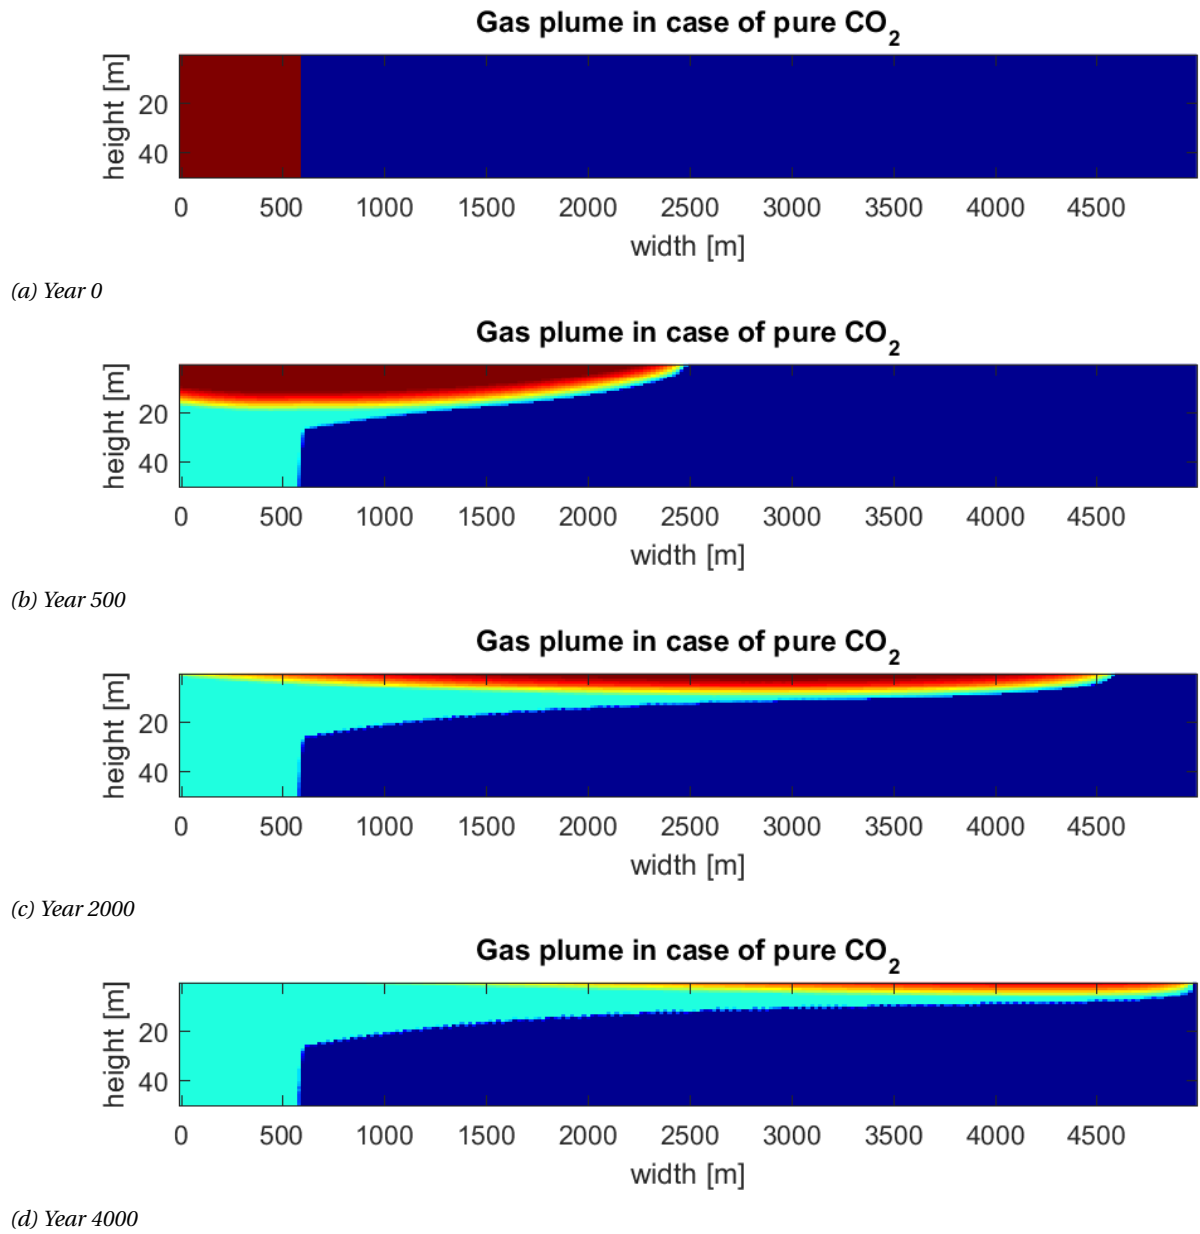 Gas plume in case of pure CO2
height [m]
20
40
0 500 1000 1500 2000 2500 3000 3500 4000 4500
width [m]
(a) Year 0
Gas plume in case of pure CO2
height [m]
20
40
0 500 1000 1500 2000 2500 3000 3500 4000 4500
width [m]
(b) Year 500
Gas plume in case of pure CO2
height [m]
20
40
0 500 1000 1500 2000 2500 3000 3500 4000 4500
width [m]
(c) Year 2000
Gas plume in case of pure CO2
height [m]
20
40
0 500 1000 1500 2000 2500 3000 3500 4000 4500
width [m]
(d) Year 4000